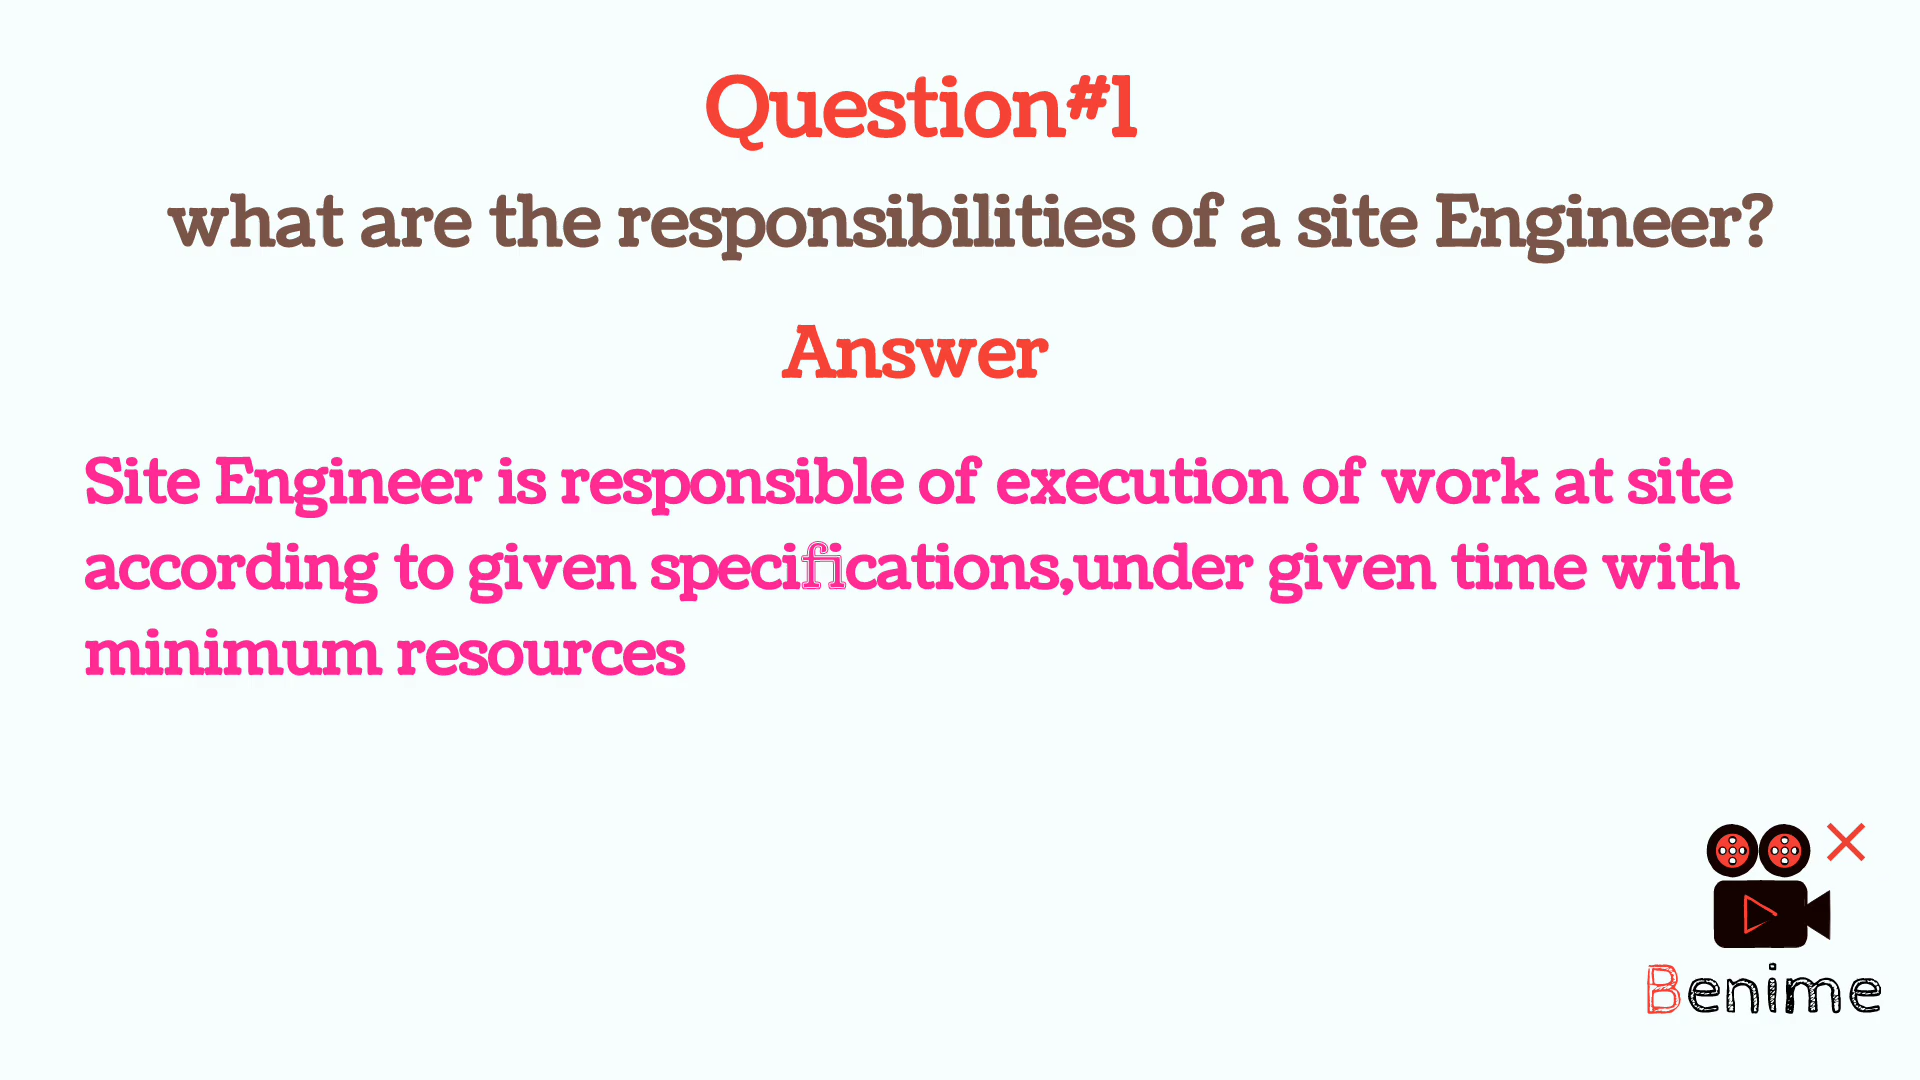 Question#1
what are the responsibilities of a site Engineer?
Answer
Site Engineer is responsible of execution of work at site
according to given specifications,under given time with
minimum resources
Benime